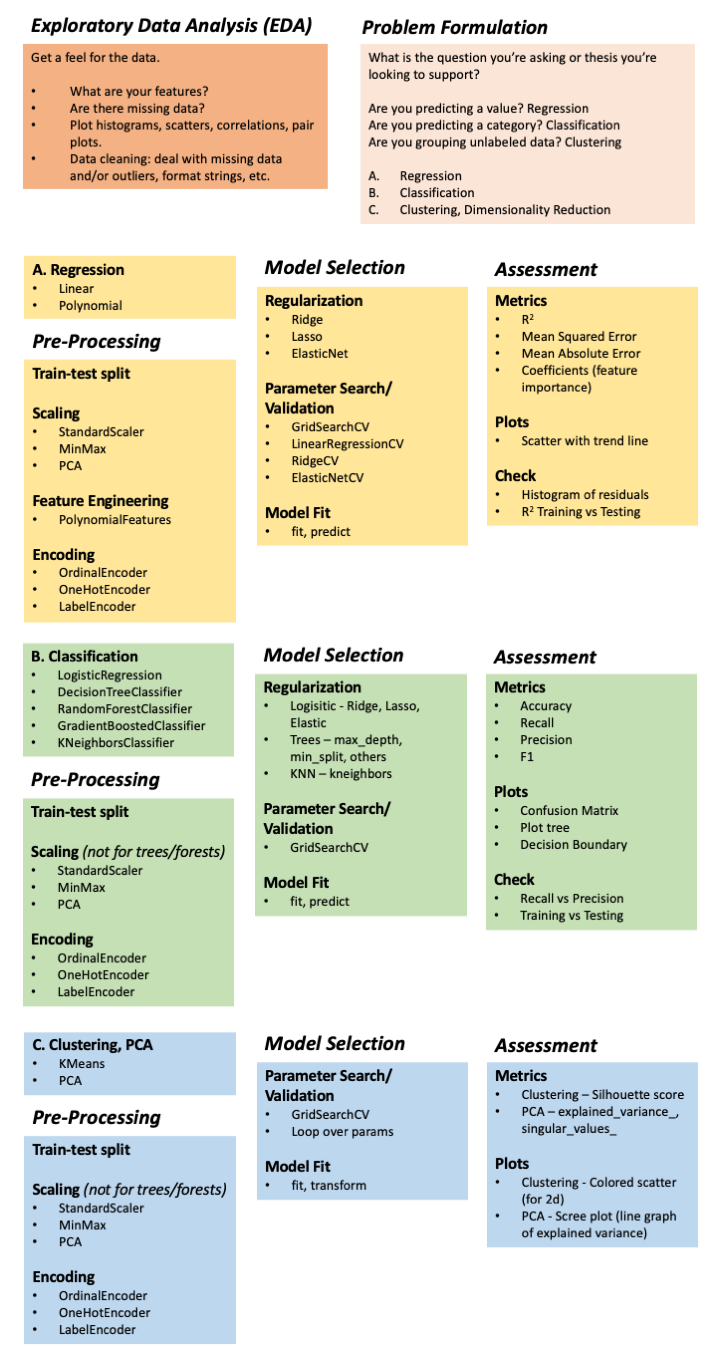 Exploratory Data Analysis (EDA)
Get a feel for the data.
• What are your features?
• Are there missing data?
• Plot histograms, scatters, correlations, pair
plots.
• Data cleaning: deal with missing data
and/or outliers, format strings, etc.
Problem Formulation
What is the question you’re asking or thesis you’re
looking to support?
Are you predicting a value? Regression
Are you predicting a category? Classification
Are you grouping unlabeled data? Clustering
A. Regression
B. Classification
C. Clustering, Dimensionality Reduction
A. Regression
• Linear
• Polynomial
Pre-Processing
Train-test split
Scaling
• StandardScaler
• MinMax
• PCA
Feature Engineering
• PolynomialFeatures
Encoding
• OrdinalEncoder
• OneHotEncoder
• LabelEncoder
Model Selection
Regularization
• Ridge
• Lasso
• ElasticNet
Parameter Search/
Validation
• GridSearchCV
• LinearRegressionCV
• RidgeCV
• ElasticNetCV
Model Fit
• fit, predict
Assessment
Metrics
• R²
• Mean Squared Error
• Mean Absolute Error
• Coefficients (feature
importance)
Plots
• Scatter with trend line
Check
• Histogram of residuals
• R² Training vs Testing
B. Classification
• LogisticRegression
• DecisionTreeClassifier
• RandomForestClassifier
• GradientBoostedClassifier
• KNeighborsClassifier
Pre-Processing
Train-test split
Scaling (not for trees/forests)
• StandardScaler
• MinMax
• PCA
Encoding
• OrdinalEncoder
• OneHotEncoder
• LabelEncoder
Model Selection
Regularization
• Logisitic - Ridge, Lasso,
Elastic
• Trees – max_depth,
min_split, others
• KNN – kneighbors
Parameter Search/
Validation
• GridSearchCV
Model Fit
• fit, predict
Assessment
Metrics
• Accuracy
• Recall
• Precision
• F1
Plots
• Confusion Matrix
• Plot tree
• Decision Boundary
Check
• Recall vs Precision
• Training vs Testing
C. Clustering, PCA
• KMeans
• PCA
Pre-Processing
Train-test split
Scaling (not for trees/forests)
• StandardScaler
• MinMax
• PCA
Encoding
• OrdinalEncoder
• OneHotEncoder
• LabelEncoder
Model Selection
Parameter Search/
Validation
• GridSearchCV
• Loop over params
Model Fit
• fit, transform
Assessment
Metrics
• Clustering – Silhouette score
• PCA – explained_variance_,
singular_values_
Plots
• Clustering - Colored scatter
(for 2d)
• PCA - Scree plot (line graph
of explained variance)